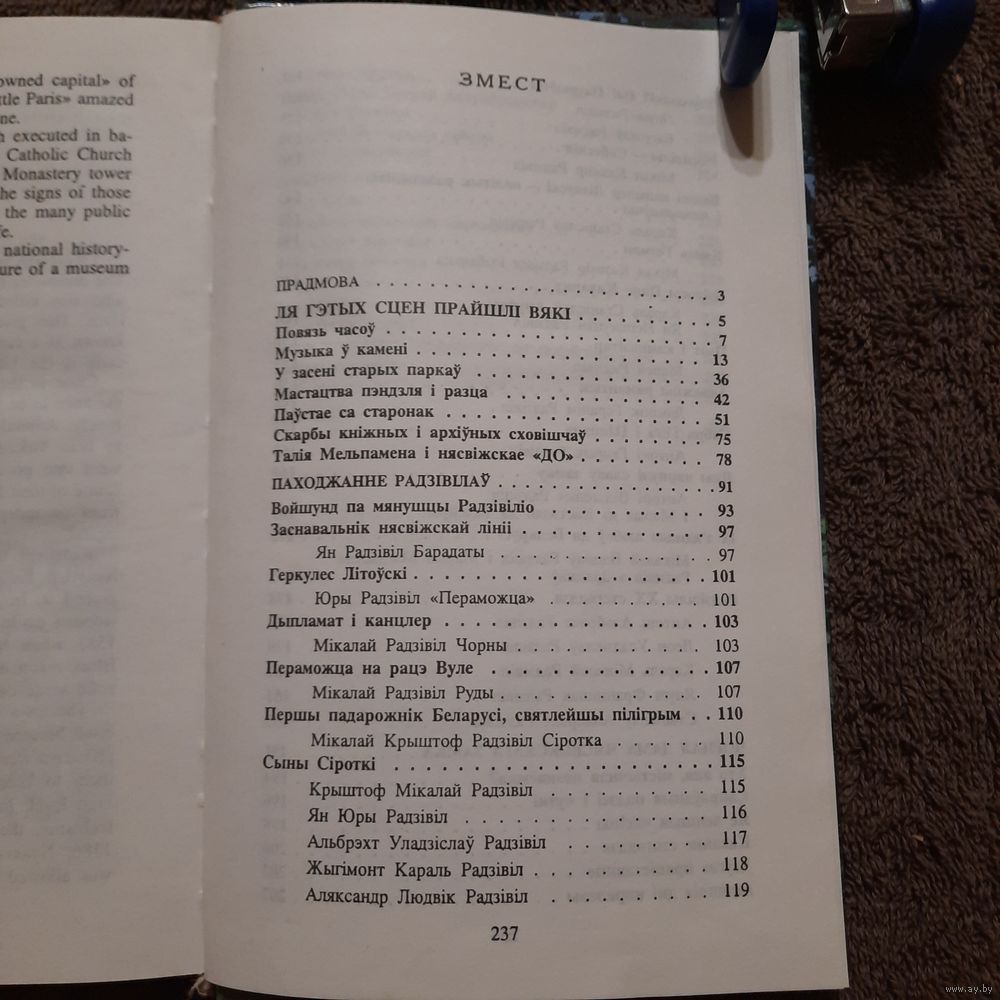 owned capital» of
ttle Paris» amazed
ne.
h executed in ba-
Catholic Church
Monastery tower
he signs of those
the many public
fe.
national history-
ure of a museum
ЗМЕСТ
ПРАДМОВА . . . . . . . . . . . . . . . . . . . . . . . . 3
ЛЯ ГЭТЫХ СЦЕН ПРАЙШЛІ ВЯКІ . . . . . . . . . 5
Повязь часоў . . . . . . . . . . . . . . . . . . . . . . 7
Музыка ў камені . . . . . . . . . . . . . . . . . . . 13
У засені старых паркаў . . . . . . . . . . . . . . . 36
Мастацтва пэндзля і разца . . . . . . . . . . . . . 42
Паўстае са старонак . . . . . . . . . . . . . . . . . 51
Скарбы кніжных і архіўных сховішчаў . . . . . . . 75
Талія Мельпамена і нясвіжскае «ДО» . . . . . . . . 78
ПАХОДЖАННЕ РАДЗІВІЛАЎ . . . . . . . . . . . . . . 91
Войшунд па мянушцы Радзівіліо . . . . . . . . . . 93
Заснавальнік нясвіжскай лініі . . . . . . . . . . . 97
Ян Радзівіл Барадаты . . . . . . . . . . . . . 97
Геркулес Літоўскі . . . . . . . . . . . . . . . . . . 101
Юры Радзівіл «Пераможца» . . . . . . . . . . 101
Дыпламат і канцлер . . . . . . . . . . . . . . . . . 103
Мікалай Радзівіл Чорны . . . . . . . . . . . . 103
Пераможца на рацэ Вуле . . . . . . . . . . . . . . 107
Мікалай Радзівіл Руды . . . . . . . . . . . . . 107
Першы падарожнік Беларусі, святлейшы пілігрым . . 110
Мікалай Крыштоф Радзівіл Сіротка . . . . . . 110
Сыны Сіроткі . . . . . . . . . . . . . . . . . . . . 115
Крыштоф Мікалай Радзівіл . . . . . . . . . . 115
Ян Юры Радзівіл . . . . . . . . . . . . . . . 116
Альбрэхт Уладзіслаў Радзівіл . . . . . . . . . 117
Жыгімонт Караль Радзівіл . . . . . . . . . . . 118
Аляксандр Людвік Радзівіл . . . . . . . . . . 119
237
www.ay.by